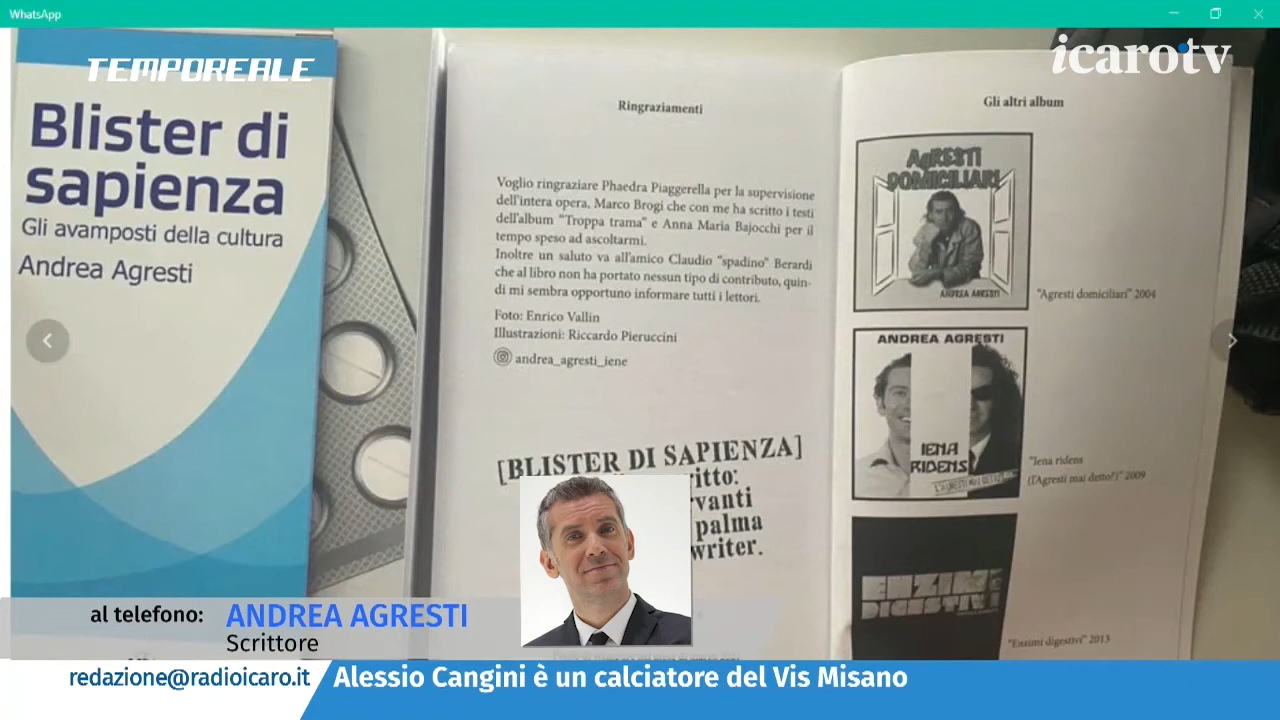 WhatsApp
TEMPOREALE
icarotv
Blister di
sapienza
Gli avamposti della cultura
Andrea Agresti
Ringraziamenti
Voglio ringraziare Phaedra Piaggerella per la supervisione
dell'intera opera, Marco Brogi che con me ha scritto i testi
dell'album "Troppa trama" e Anna Maria Bajocchi per il
tempo speso ad ascoltarmi.
Inoltre un saluto va all'amico Claudio "spadino" Berardi
che al libro non ha portato nessun tipo di contributo, quin-
di mi sembra opportuno informare tutti i lettori.
Foto: Enrico Vallin
Illustrazioni: Riccardo Pieruccini
andrea_agresti_iene
[BLISTER DI SAPIENZA]
ritto:
rvanti
palma
writer.
Gli altri album
AgRESTI
DOMICILIARI
ANDREA AGRESTI
"Agresti domiciliari" 2004
ANDREA AGRESTI
IENA
RIDENS
"Iena ridens
(l'Agresti mai detto!)" 2009
ENZIMI
DIGESTIVI
"Enzimi digestivi" 2013
al telefono: ANDREA AGRESTI
Scrittore
redazione@radioicaro.it
Alessio Cangini è un calciatore del Vis Misano